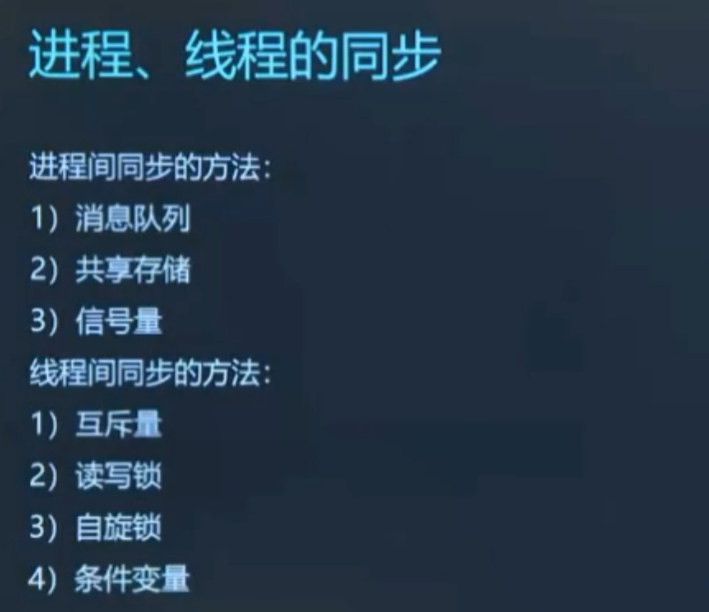 进程、线程的同步
进程间同步的方法：
1）消息队列
2）共享存储
3）信号量
线程间同步的方法：
1）互斥量
2）读写锁
3）自旋锁
4）条件变量